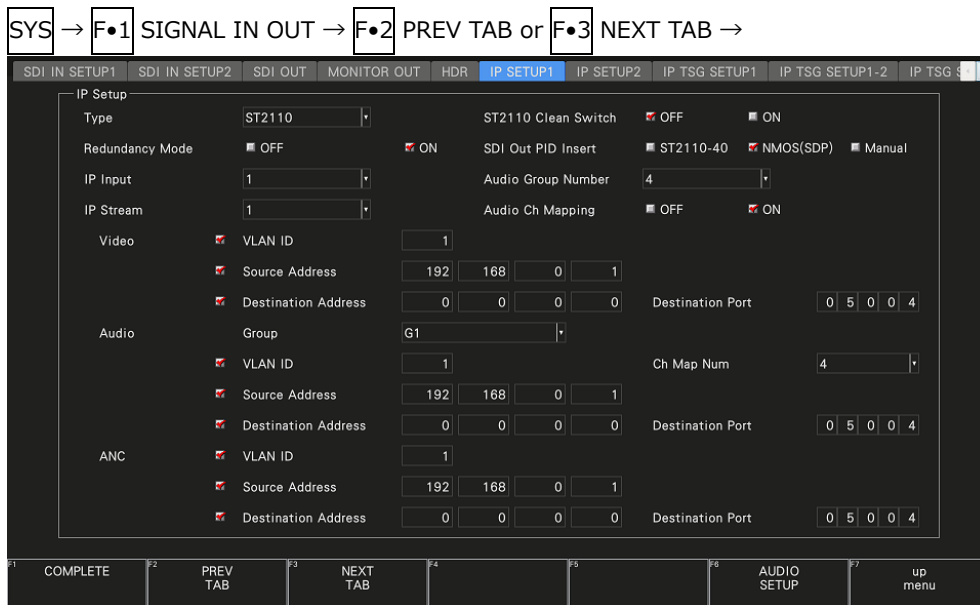 SYS → F•1 SIGNAL IN OUT → F•2 PREV TAB or F•3 NEXT TAB →
SDI IN SETUP1 SDI IN SETUP2 SDI OUT MONITOR OUT HDR IP SETUP1 IP SETUP2 IP TSG SETUP1 IP TSG SETUP1-2 IP TSG
IP Setup
Type ST2110 ST2110 Clean Switch OFF ON
Redundancy Mode OFF ON SDI Out PID Insert ST2110-40 NMOS(SDP) Manual
IP Input 1 Audio Group Number 4
IP Stream 1 Audio Ch Mapping OFF ON
Video VLAN ID 1
Source Address 192 168 0 1
Destination Address 0 0 0 0 Destination Port 0 5 0 0 4
Audio Group G1
VLAN ID 1 Ch Map Num 4
Source Address 192 168 0 1
Destination Address 0 0 0 0 Destination Port 0 5 0 0 4
ANC VLAN ID 1
Source Address 192 168 0 1
Destination Address 0 0 0 0 Destination Port 0 5 0 0 4
F1 COMPLETE F2 PREV TAB F3 NEXT TAB F4 F5 F6 AUDIO SETUP F7 up menu